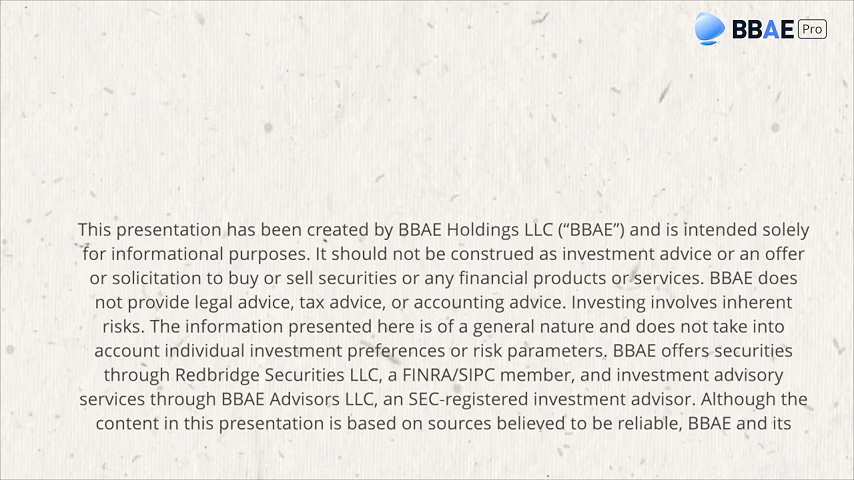 BBAE Pro
This presentation has been created by BBAE Holdings LLC (“BBAE”) and is intended solely
for informational purposes. It should not be construed as investment advice or an offer
or solicitation to buy or sell securities or any financial products or services. BBAE does
not provide legal advice, tax advice, or accounting advice. Investing involves inherent
risks. The information presented here is of a general nature and does not take into
account individual investment preferences or risk parameters. BBAE offers securities
through Redbridge Securities LLC, a FINRA/SIPC member, and investment advisory
services through BBAE Advisors LLC, an SEC-registered investment advisor. Although the
content in this presentation is based on sources believed to be reliable, BBAE and its